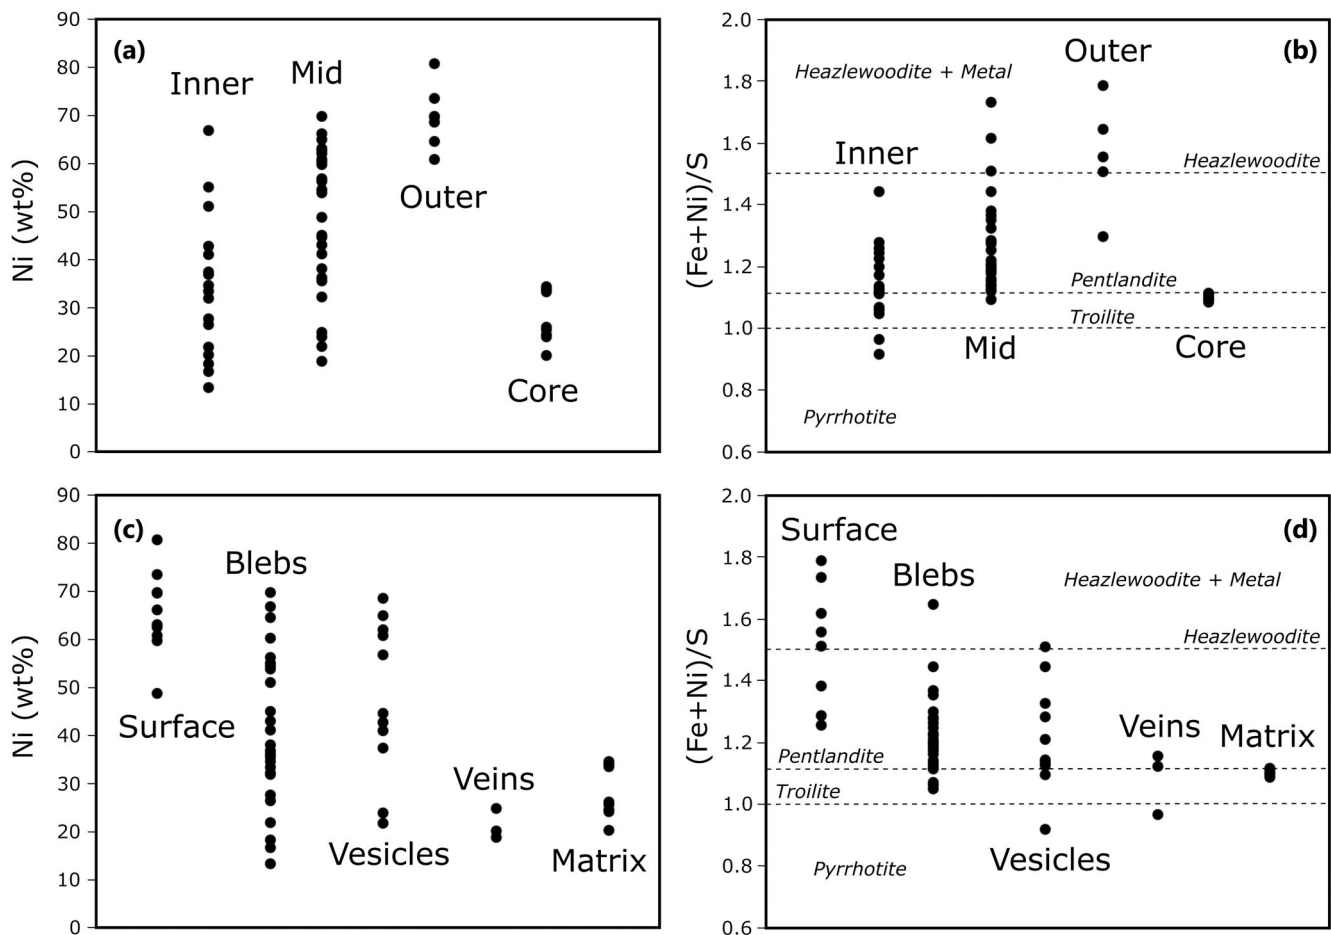 (a)
Inner
Mid
Outer
Core
Ni (wt%)
90
80
70
60
50
40
30
20
10
0
(b)
Outer
Heazlewoodite + Metal
Inner
Heazlewoodite
Pentlandite
Troilite
Mid
Core
Pyrrhotite
(Fe+Ni)/S
2.0
1.8
1.6
1.4
1.2
1.0
0.8
0.6
(c)
Blebs
Surface
Veins
Vesicles
Matrix
Ni (wt%)
90
80
70
60
50
40
30
20
10
0
(d)
Surface
Blebs
Heazlewoodite + Metal
Heazlewoodite
Veins
Matrix
Pentlandite
Troilite
Vesicles
Pyrrhotite
(Fe+Ni)/S
2.0
1.8
1.6
1.4
1.2
1.0
0.8
0.6